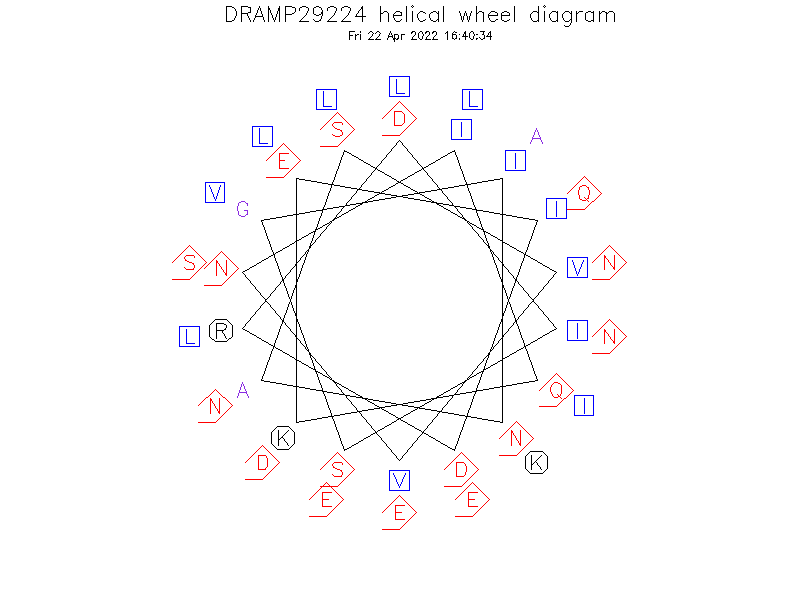 DRAMP29224 helical wheel diagram
Fri 22 Apr 2022 16:40:34
L
L L
D
S I
L A
E I
V Q
G I
S N V N
L R I N
A Q
N I
K N
D K
S D
V
E E
E